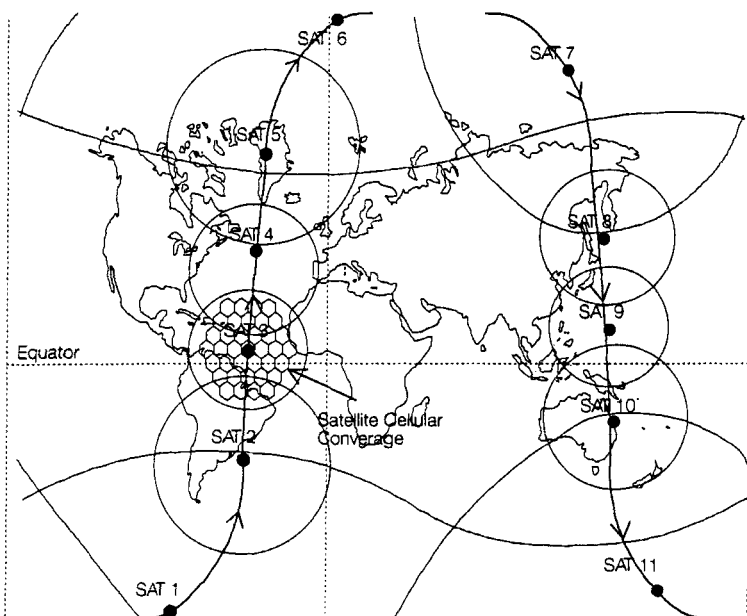 SAT 6
SAT 7
SAT 5
SAT 4
SAT 8
SAT 3
SAT 9
Equator
Satellite Cellular
Converage
SAT 2
SAT 10
SAT 1
SAT 11